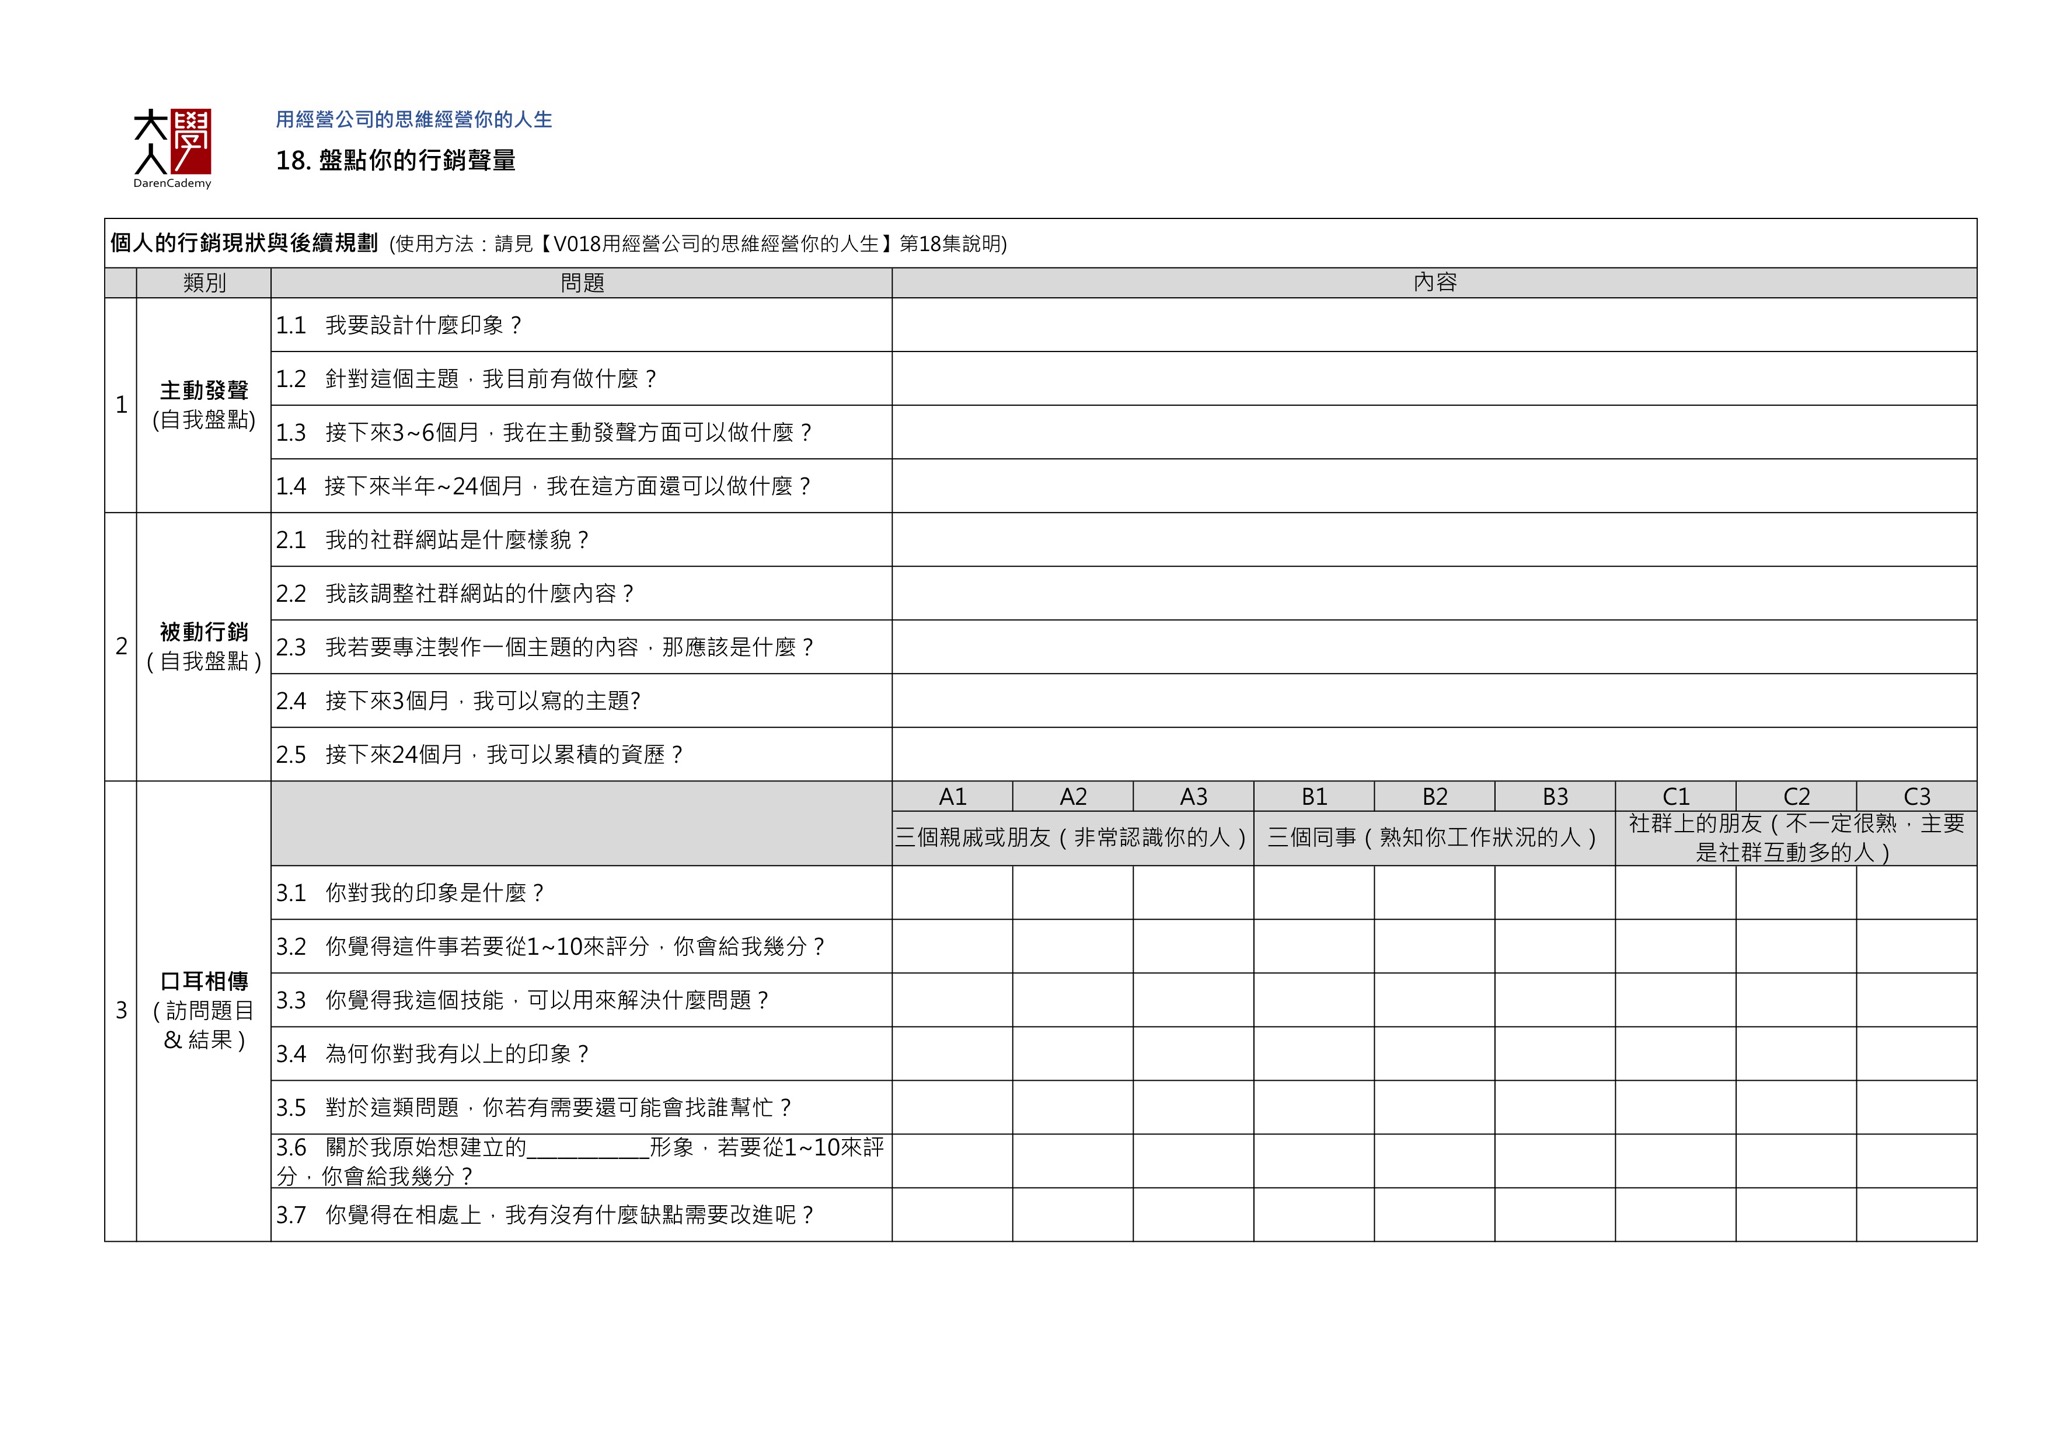 大人學
DarenCademy
用經營公司的思維經營你的人生
18. 盤點你的行銷聲量
個人的行銷現狀與後續規劃 (使用方法：請見【V018用經營公司的思維經營你的人生】第18集說明)
類別 問題 內容
1 主動發聲
(自我盤點)
1.1 我要設計什麼印象？
1.2 針對這個主題，我目前有做什麼？
1.3 接下來3~6個月，我在主動發聲方面可以做什麼？
1.4 接下來半年~24個月，我在這方面還可以做什麼？
2 被動行銷
（自我盤點）
2.1 我的社群網站是什麼樣貌？
2.2 我該調整社群網站的什麼內容？
2.3 我若要專注製作一個主題的內容，那應該是什麼？
2.4 接下來3個月，我可以寫的主題?
2.5 接下來24個月，我可以累積的資歷？
3 口耳相傳
（訪問題目
& 結果）
A1 A2 A3 B1 B2 B3 C1 C2 C3
三個親戚或朋友（非常認識你的人）
三個同事（熟知你工作狀況的人）
社群上的朋友（不一定很熟，主要
是社群互動多的人）
3.1 你對我的印象是什麼？
3.2 你覺得這件事若要從1~10來評分，你會給我幾分？
3.3 你覺得我這個技能，可以用來解決什麼問題？
3.4 為何你對我有以上的印象？
3.5 對於這類問題，你若有需要還可能會找誰幫忙？
3.6 關於我原始想建立的____________形象，若要從1~10來評
分，你會給我幾分？
3.7 你覺得在相處上，我有沒有什麼缺點需要改進呢？